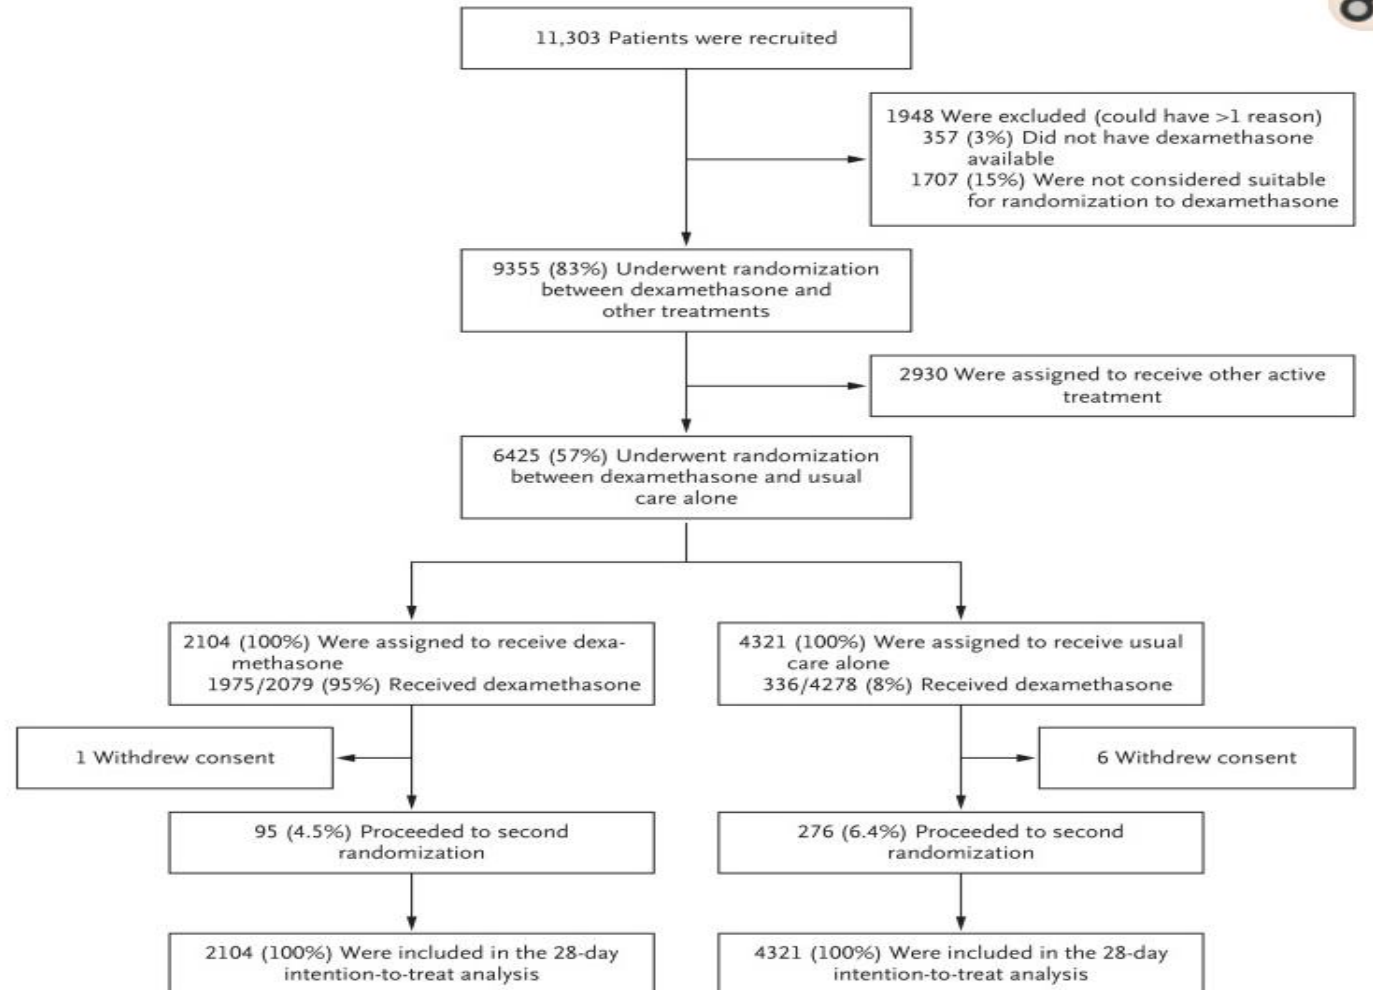 11,303 Patients were recruited
1948 Were excluded (could have >1 reason)
357 (3%) Did not have dexamethasone
available
1707 (15%) Were not considered suitable
for randomization to dexamethasone
9355 (83%) Underwent randomization
between dexamethasone and
other treatments
2930 Were assigned to receive other active
treatment
6425 (57%) Underwent randomization
between dexamethasone and usual
care alone
2104 (100%) Were assigned to receive dexa-
methasone
1975/2079 (95%) Received dexamethasone
4321 (100%) Were assigned to receive usual
care alone
336/4278 (8%) Received dexamethasone
1 Withdrew consent
6 Withdrew consent
95 (4.5%) Proceeded to second
randomization
276 (6.4%) Proceeded to second
randomization
2104 (100%) Were included in the 28-day
intention-to-treat analysis
4321 (100%) Were included in the 28-day
intention-to-treat analysis